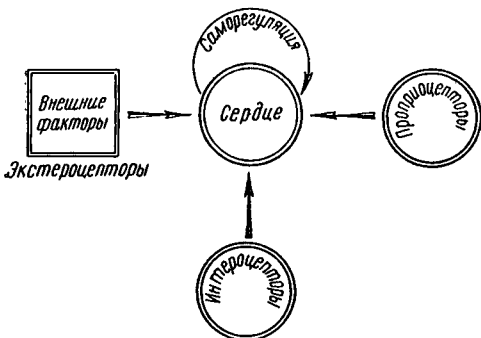 Саморегуляция
Внешние
факторы
Экстероцепторы
Сердце
Проприоцепторы
Интероцепторы